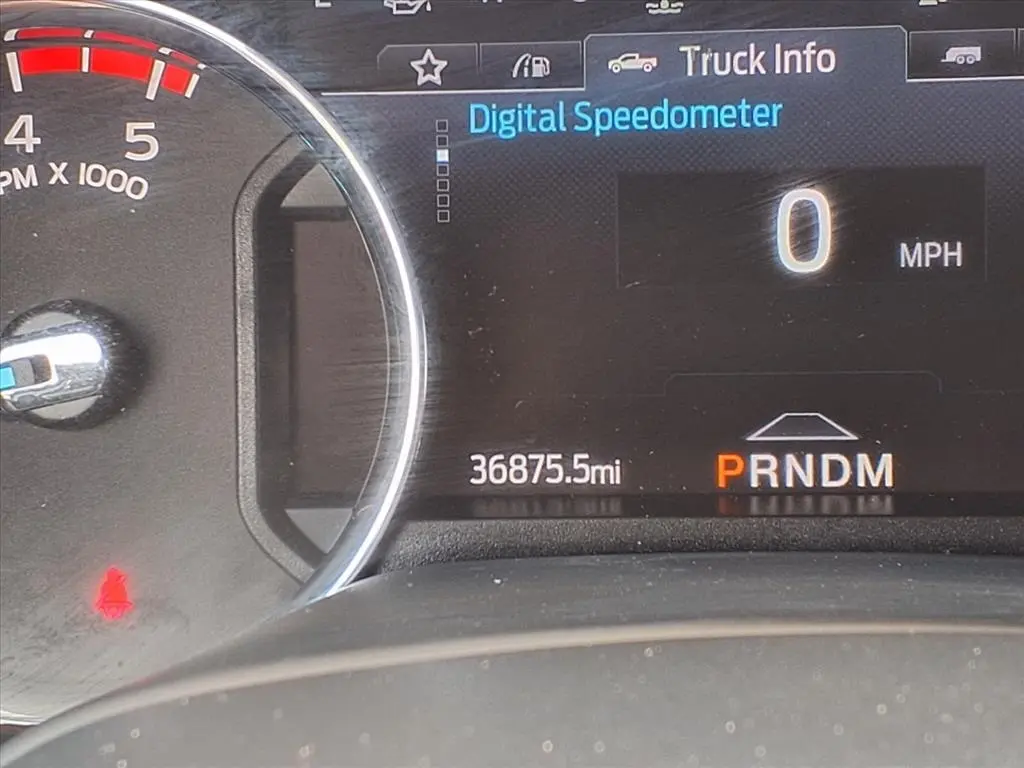 Truck Info
Digital Speedometer
4 5
PM X 1000
0 MPH
36875.5mi
PRNDM